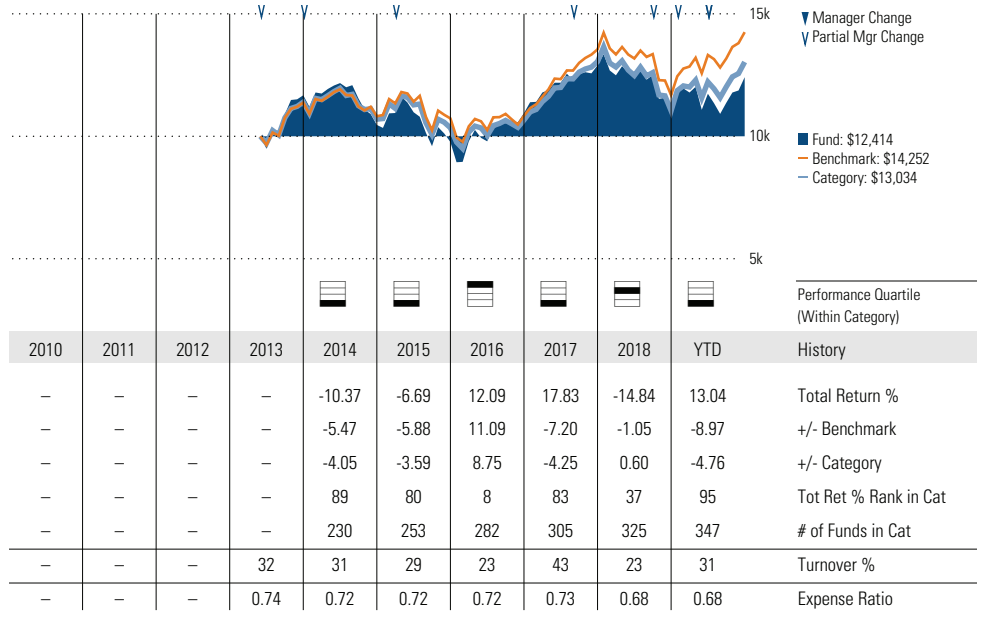 15k
Manager Change
Partial Mgr Change
10k
Fund: $12,414
Benchmark: $14,252
Category: $13,034
5k
Performance Quartile
(Within Category)
2010 2011 2012 2013 2014 2015 2016 2017 2018 YTD History
– – – – -10.37 -6.69 12.09 17.83 -14.84 13.04 Total Return %
– – – – -5.47 -5.88 11.09 -7.20 -1.05 -8.97 +/- Benchmark
– – – – -4.05 -3.59 8.75 -4.25 0.60 -4.76 +/- Category
– – – – 89 80 8 83 37 95 Tot Ret % Rank in Cat
– – – – 230 253 282 305 325 347 # of Funds in Cat
– – – 32 31 29 23 43 23 31 Turnover %
– – – 0.74 0.72 0.72 0.72 0.73 0.68 0.68 Expense Ratio